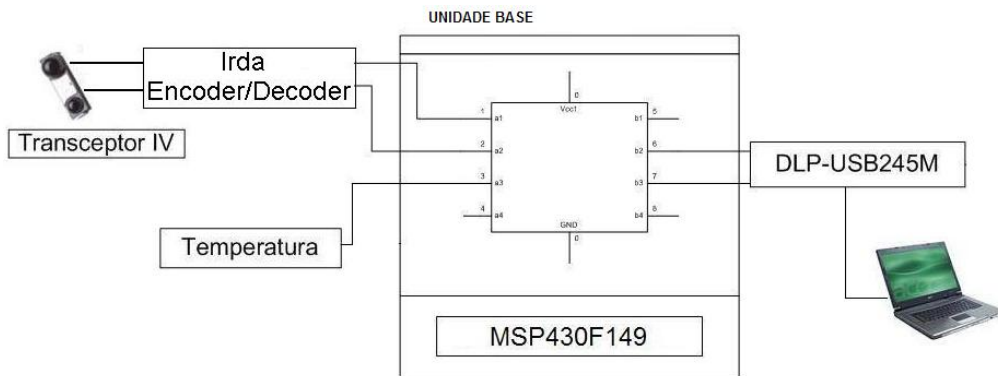 UNIDADE BASE
Irda
Encoder/Decoder
Transceptor IV
Temperatura
0
Vcc1
1
a1
2
a2
3
a3
4
a4
b1
5
b2
6
b3
7
b4
8
GND
0
DLP-USB245M
MSP430F149